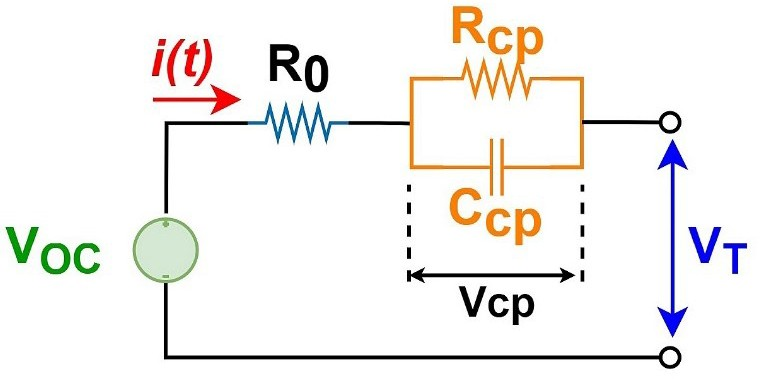 i(t)
R0
Rcp
Ccp
VOC
+
-
Vcp
VT